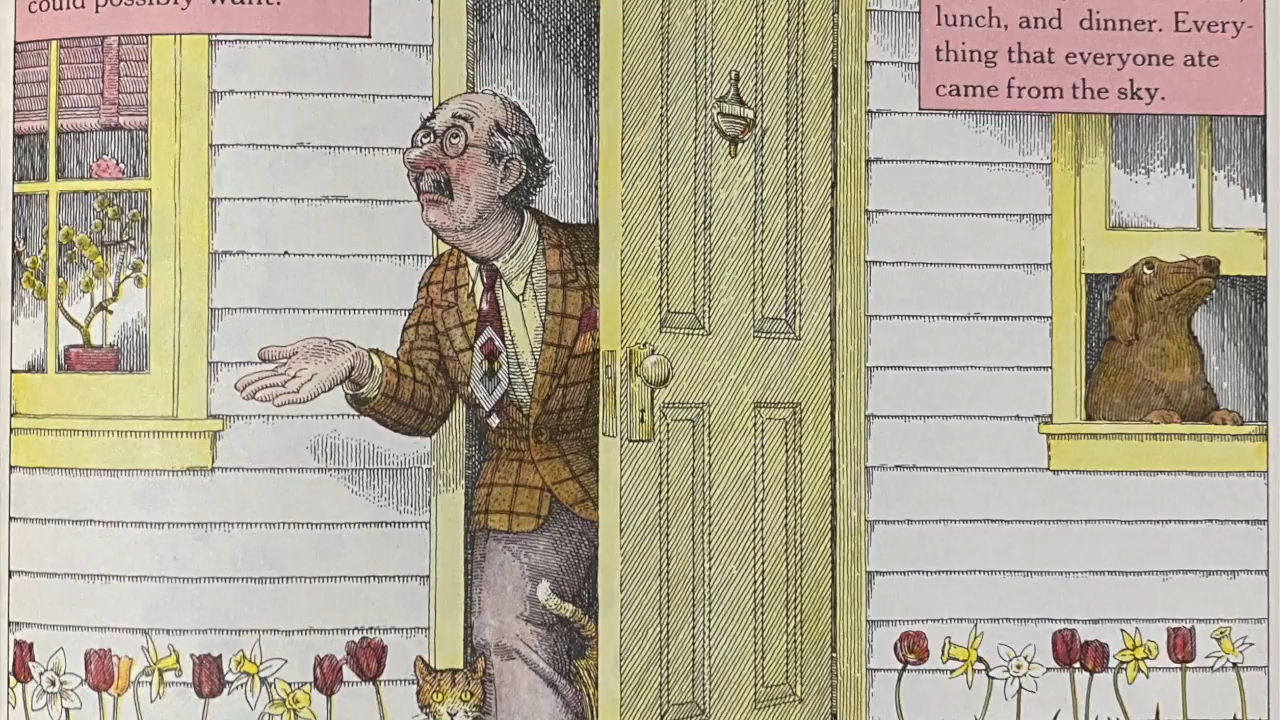 could possibly want.
lunch, and dinner. Every-
thing that everyone ate
came from the sky.